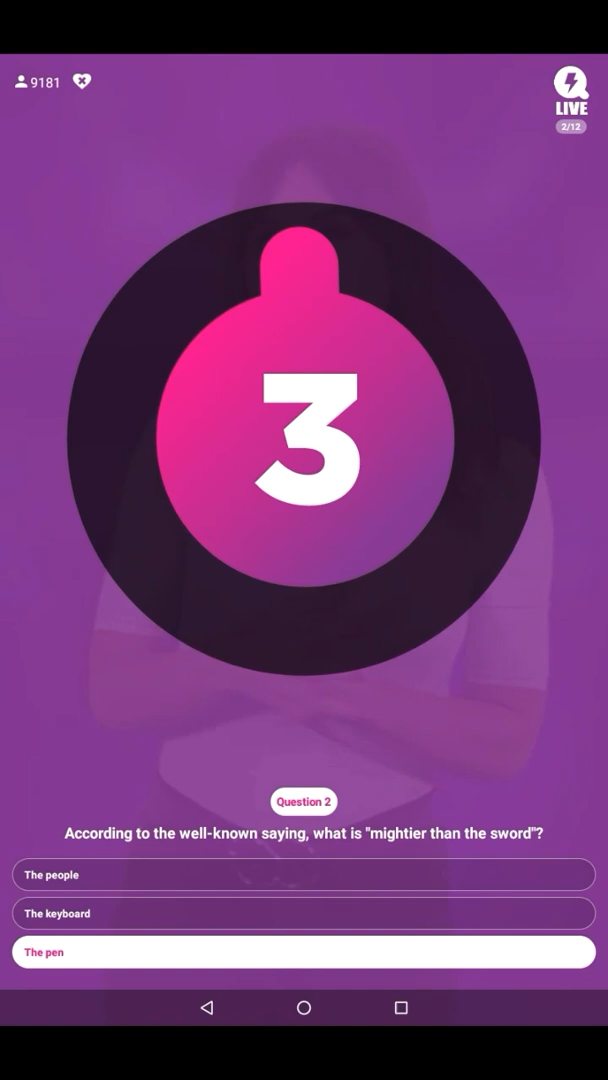 9181
LIVE
2/12
3
Question 2
According to the well-known saying, what is "mightier than the sword"?
The people
The keyboard
The pen